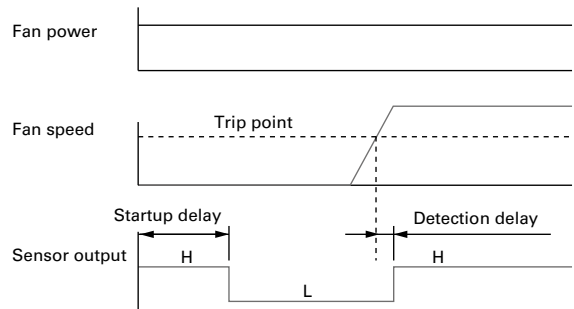 Fan power
Fan speed
Trip point
Startup delay
Detection delay
Sensor output
H
H
L